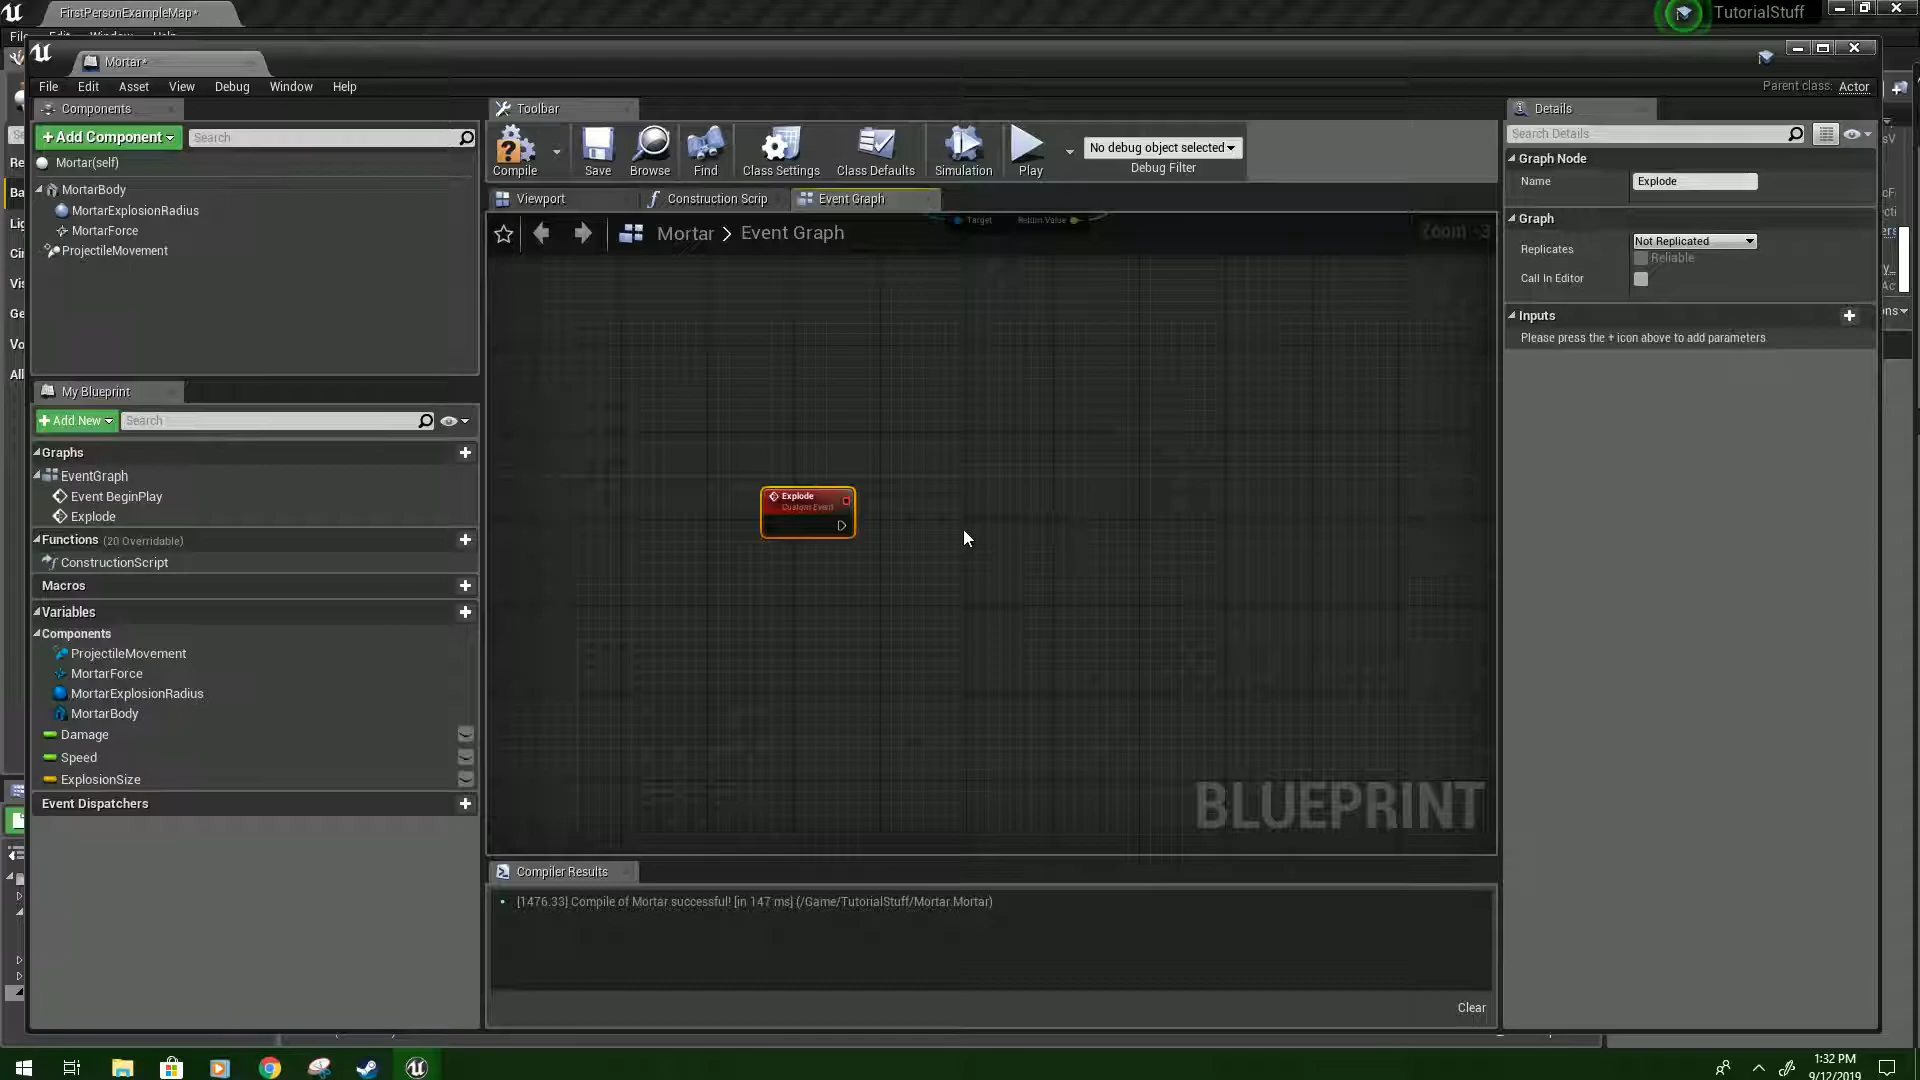 FirstPersonExampleMap*
TutorialStuff
Mortar*
File Edit Asset View Debug Window Help
Parent class: Actor
Components
Add Component
Search
Mortar(self)
MortarBody
MortarExplosionRadius
MortarForce
ProjectileMovement
My Blueprint
Add New
Search
Graphs
EventGraph
Event BeginPlay
Explode
Functions (20 Overridable)
ConstructionScript
Macros
Variables
Components
ProjectileMovement
MortarForce
MortarExplosionRadius
MortarBody
Damage
Speed
ExplosionSize
Event Dispatchers
Toolbar
Compile Save Browse Find Class Settings Class Defaults Simulation Play
No debug object selected
Debug Filter
Viewport Construction Scrip Event Graph
Target Return Value
Mortar > Event Graph
Zoom -3
Explode
Custom Event
BLUEPRINT
Compiler Results
[1476.33] Compile of Mortar successful! [in 147 ms] (/Game/TutorialStuff/Mortar.Mortar)
Clear
Details
Search Details
Graph Node
Name Explode
Graph
Replicates Not Replicated
Reliable
Call In Editor
Inputs
Please press the + icon above to add parameters
1:32 PM
9/12/2019